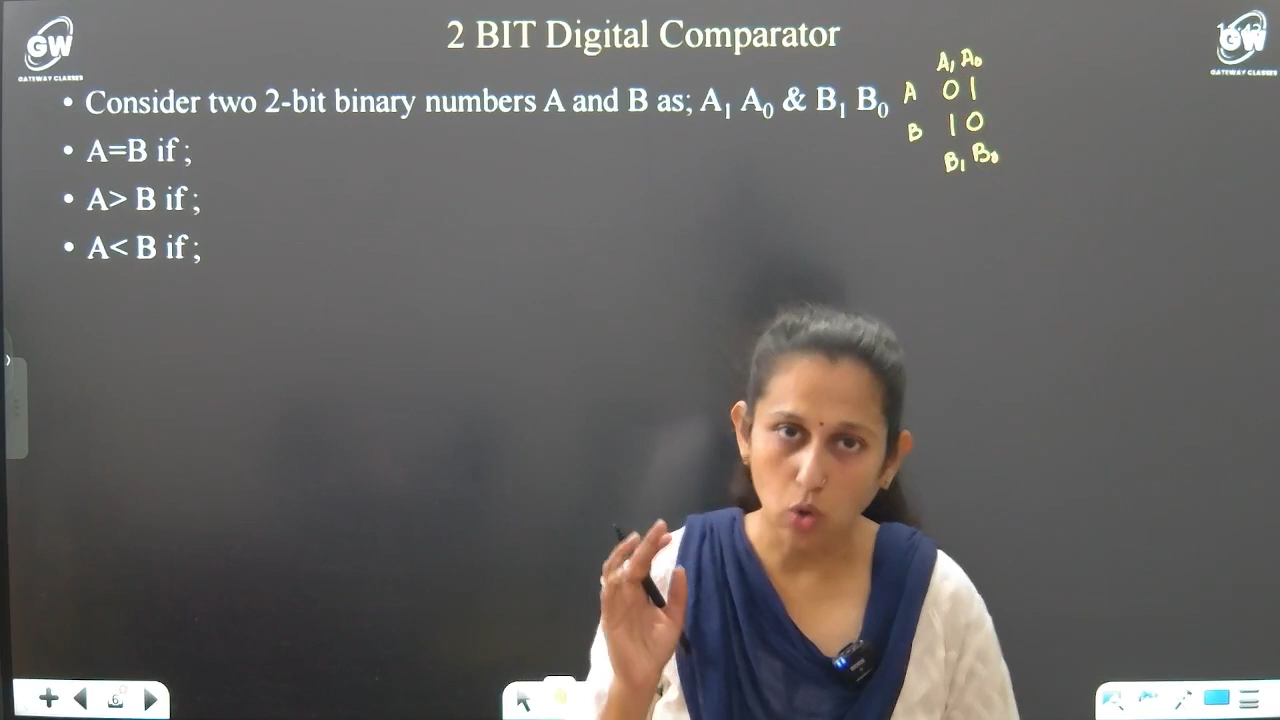 GW
GATEWAY CLASSES
2 BIT Digital Comparator
GW
GATEWAY CLASSES
• Consider two 2-bit binary numbers A and B as; A₁ A₀ & B₁ B₀
• A=B if ;
• A> B if ;
• A< B if ;
A₁ A₀
A 0 1
B 1 0
B₁ B₀
6